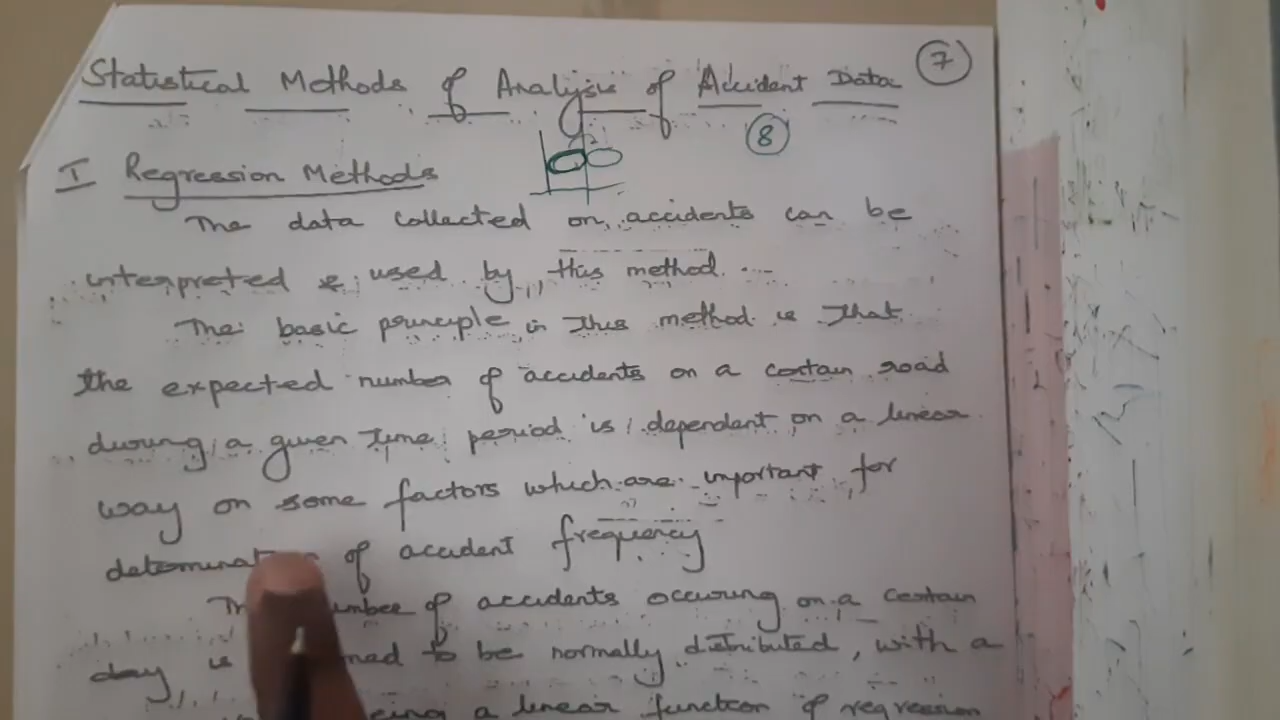 Statistical Methods of Analysis of Accident Data 7
8
I Regression Methods
The data collected on accidents can be
interpreted & used by this method.
The basic principle in this method is that
the expected number of accidents on a certain road
during a given time period is dependent on a linear
way on some factors which are important for
of accident frequency
of accidents occuring on a certain
day is to be normally distributed, with a
a linear function of regression